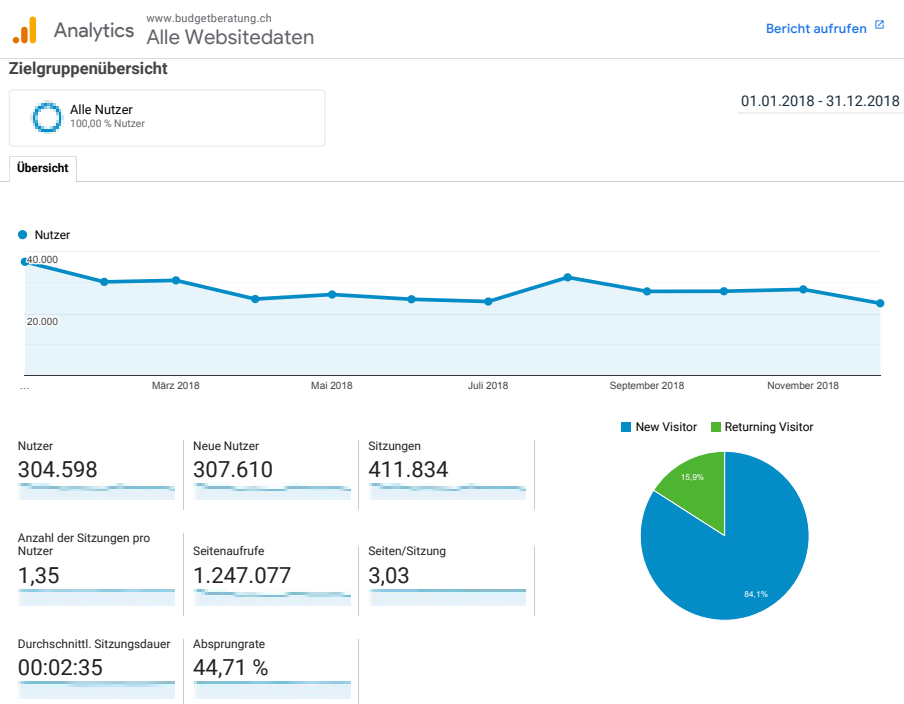 Analytics
www.budgetberatung.ch
Alle Websitedaten
Bericht aufrufen
Zielgruppenübersicht
Alle Nutzer
100,00 % Nutzer
01.01.2018 - 31.12.2018
Übersicht
Nutzer
40.000
20.000
…
März 2018
Mai 2018
Juli 2018
September 2018
November 2018
Nutzer
304.598
Neue Nutzer
307.610
Sitzungen
411.834
Anzahl der Sitzungen pro
Nutzer
1,35
Seitenaufrufe
1.247.077
Seiten/Sitzung
3,03
Durchschnittl. Sitzungsdauer
00:02:35
Absprungrate
44,71 %
New Visitor
Returning Visitor
15,9%
84,1%